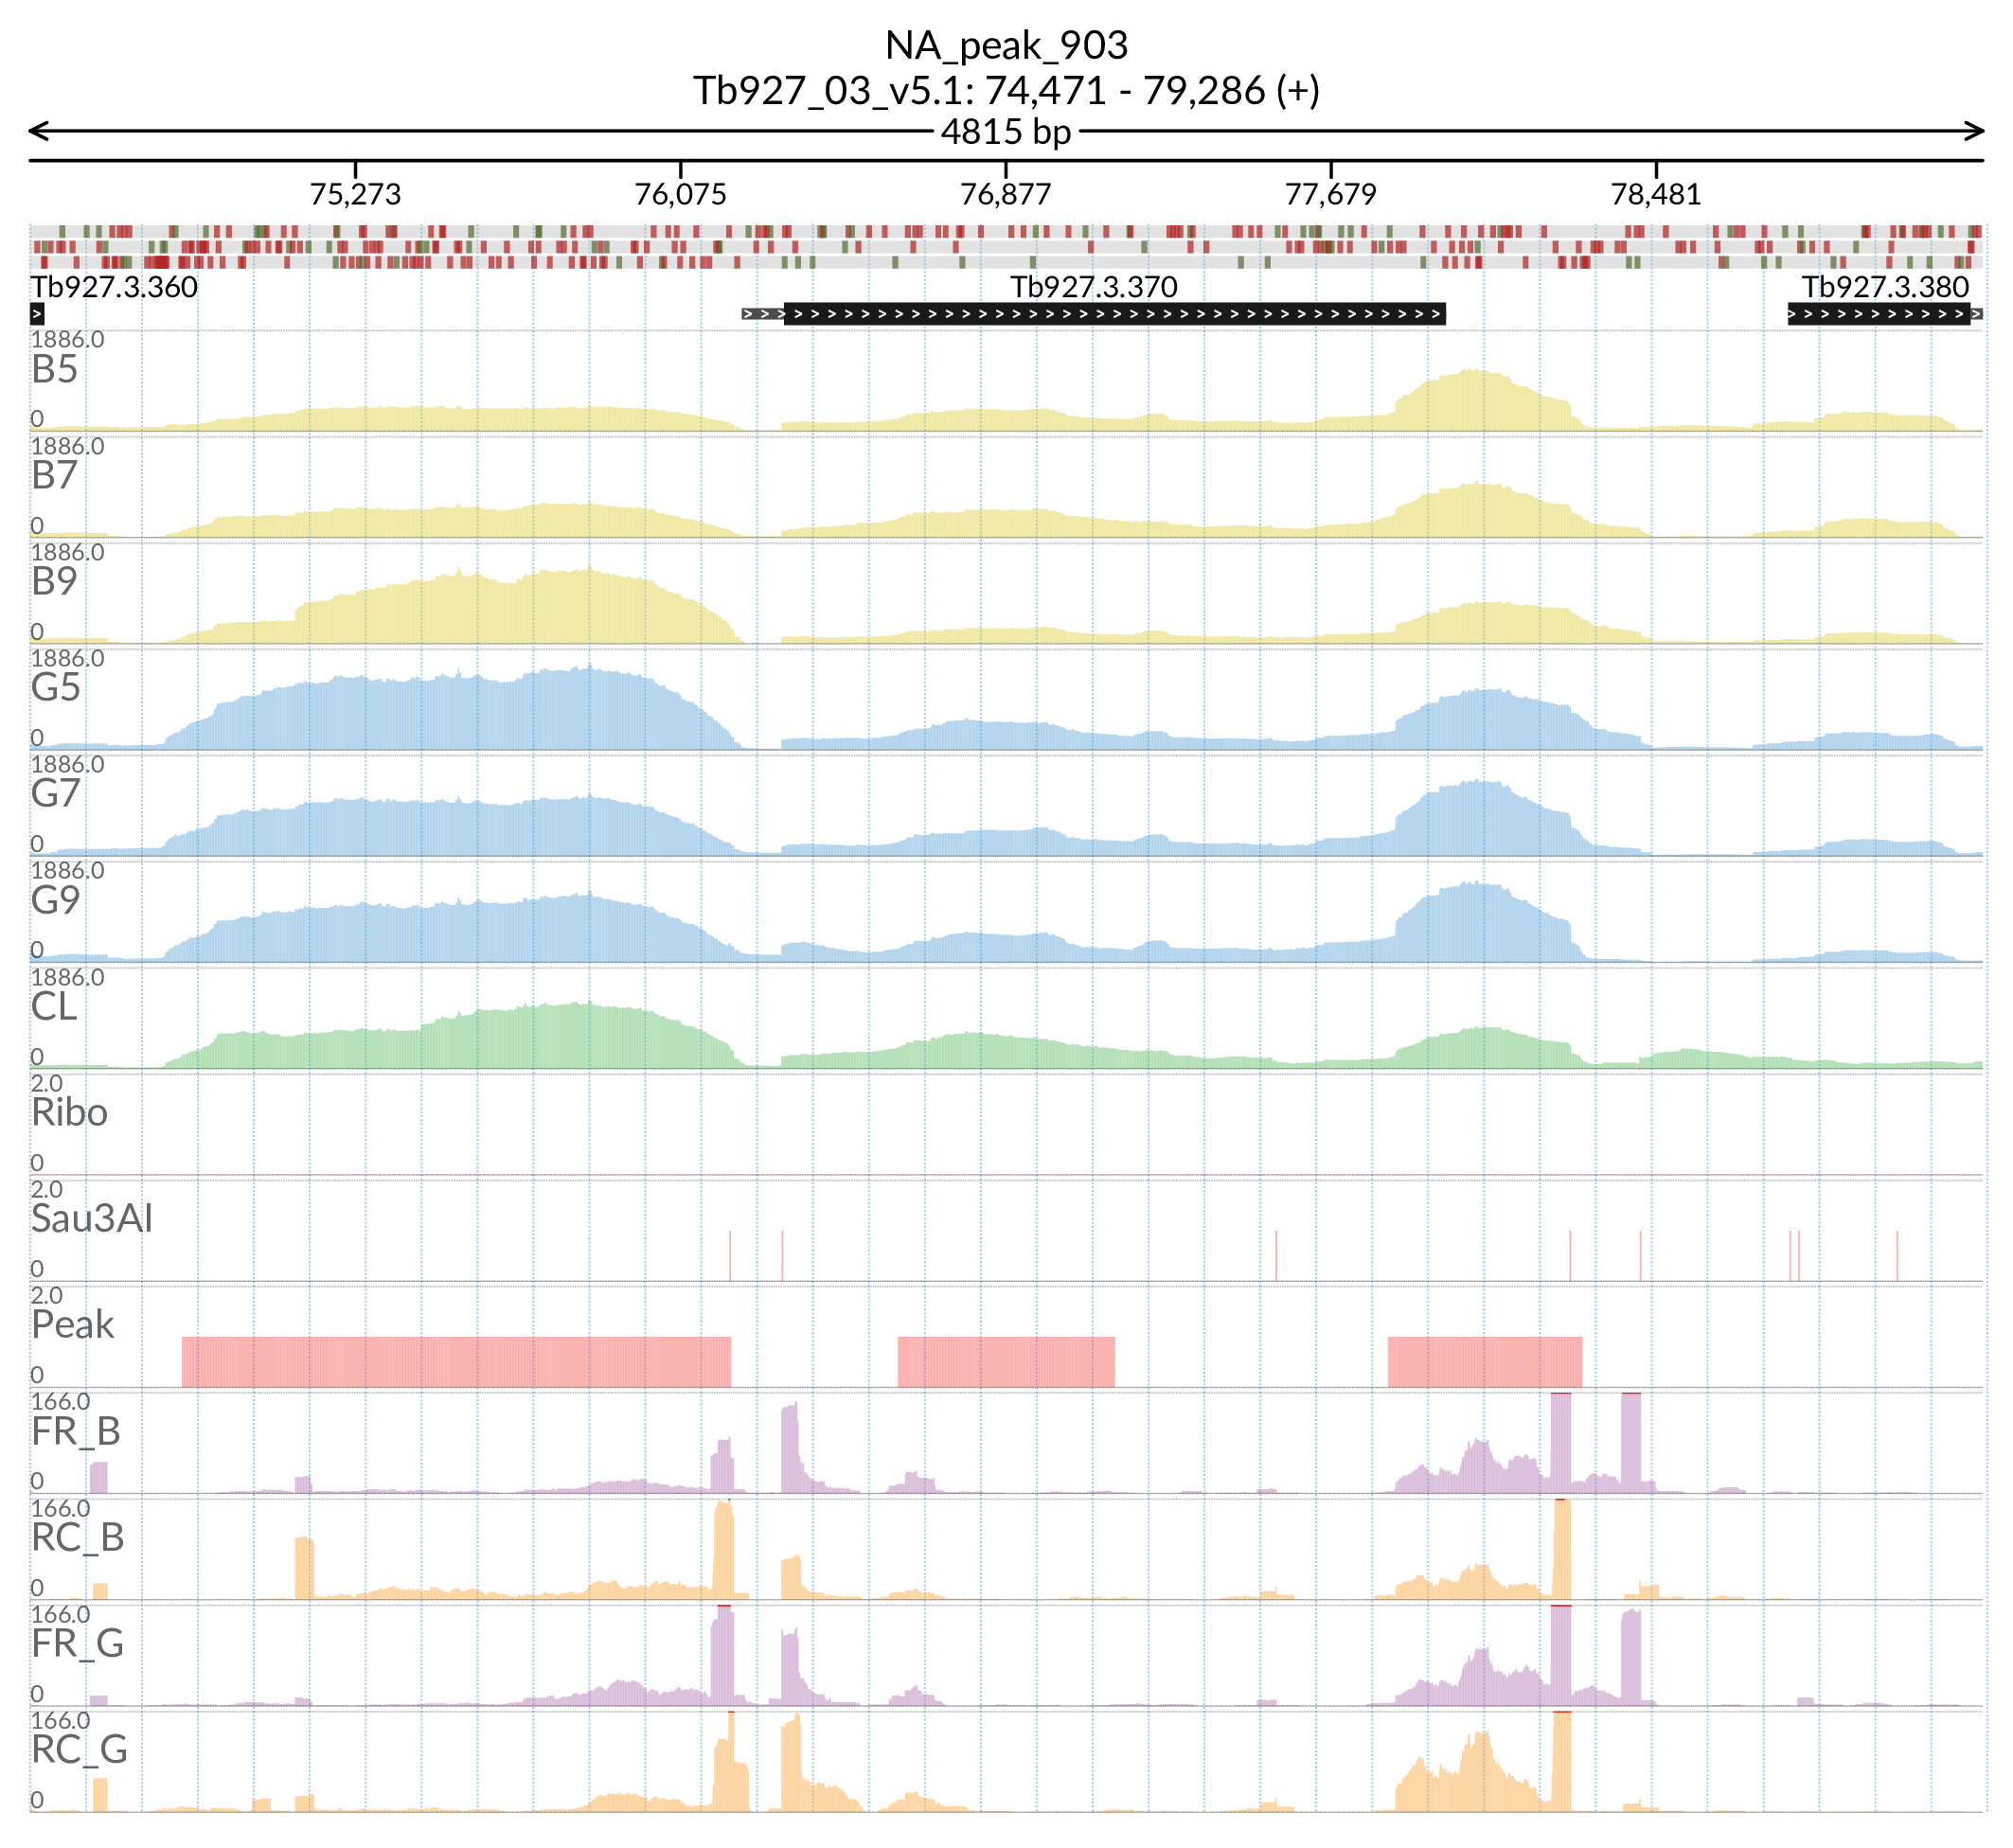 NA_peak_903
Tb927_03_v5.1: 74,471 - 79,286 (+)
4815 bp
75,273 76,075 76,877 77,679 78,481
Tb927.3.360 Tb927.3.370 Tb927.3.380
1886.0
B5
0
1886.0
B7
0
1886.0
B9
0
1886.0
G5
0
1886.0
G7
0
1886.0
G9
0
1886.0
CL
0
2.0
Ribo
0
2.0
Sau3AI
0
2.0
Peak
0
166.0
FR_B
0
166.0
RC_B
0
166.0
FR_G
0
166.0
RC_G
0